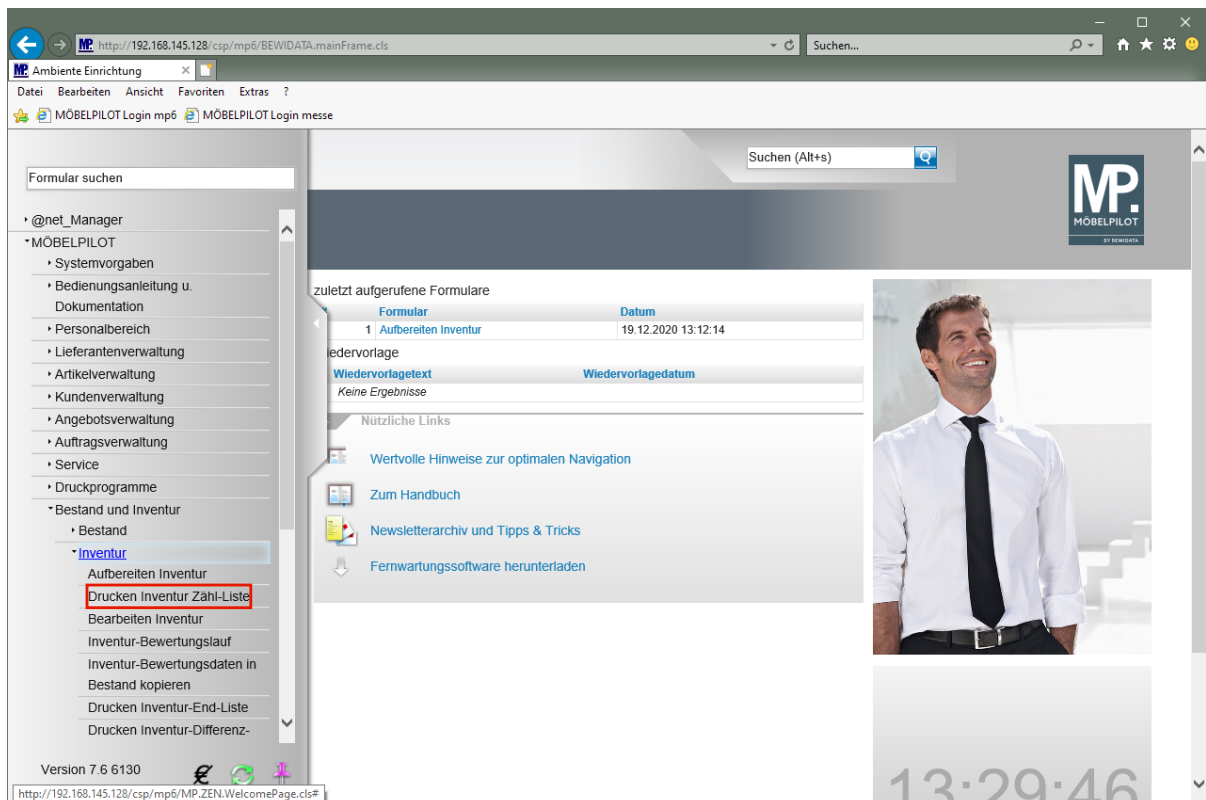 http://192.168.145.128/csp/mp6/BEWIDATA.mainFrame.cls
Suchen...
Ambiente Einrichtung
Datei Bearbeiten Ansicht Favoriten Extras ?
MÖBELPILOT Login mp6 MÖBELPILOT Login messe
Suchen (Alt+s)
Formular suchen
MP.
MÖBELPILOT
BY BEWIDATA
@net_Manager
MÖBELPILOT
Systemvorgaben
Bedienungsanleitung u.
Dokumentation
Personalbereich
Lieferantenverwaltung
Artikelverwaltung
Kundenverwaltung
Angebotsverwaltung
Auftragsverwaltung
Service
Druckprogramme
Bestand und Inventur
Bestand
Inventur
Aufbereiten Inventur
Drucken Inventur Zähl-Liste
Bearbeiten Inventur
Inventur-Bewertungslauf
Inventur-Bewertungsdaten in
Bestand kopieren
Drucken Inventur-End-Liste
Drucken Inventur-Differenz-
Version 7.6 6130
http://192.168.145.128/csp/mp6/MP.ZEN.WelcomePage.cls#
zuletzt aufgerufene Formulare
Formular Datum
1 Aufbereiten Inventur 19.12.2020 13:12:14
iedervorlage
Wiedervorlagetext Wiedervorlagedatum
Keine Ergebnisse
Nützliche Links
Wertvolle Hinweise zur optimalen Navigation
Zum Handbuch
Newsletterarchiv und Tipps & Tricks
Fernwartungssoftware herunterladen
13:29:46